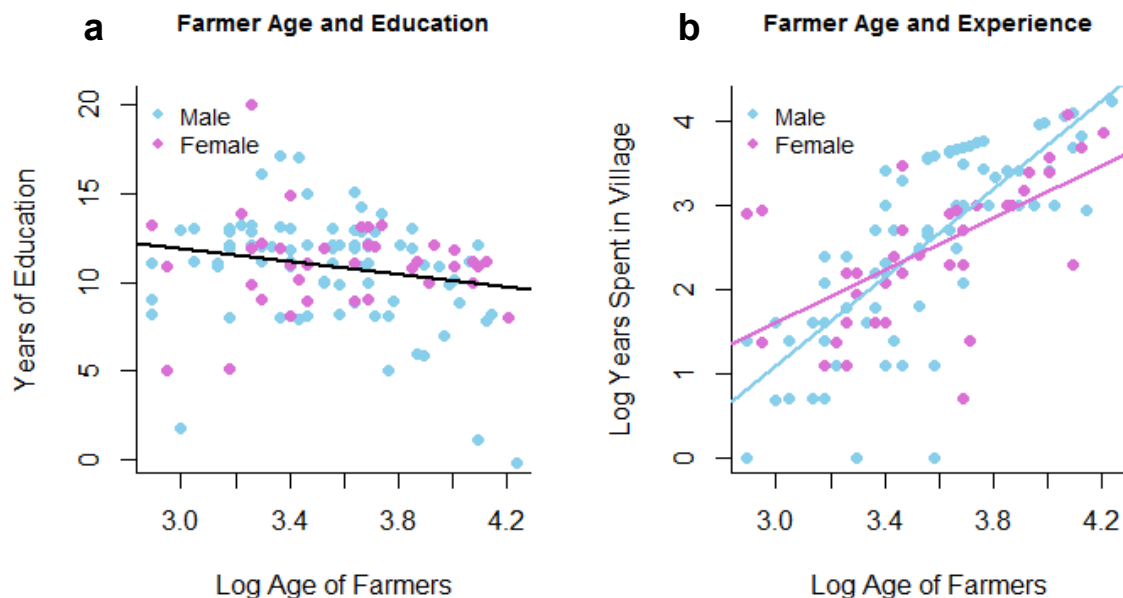 a
Farmer Age and Education
Male
Female
20
15
10
5
0
Years of Education
3.0
3.4
3.8
4.2
Log Age of Farmers
b
Farmer Age and Experience
Male
Female
4
3
2
1
0
Log Years Spent in Village
3.0
3.4
3.8
4.2
Log Age of Farmers